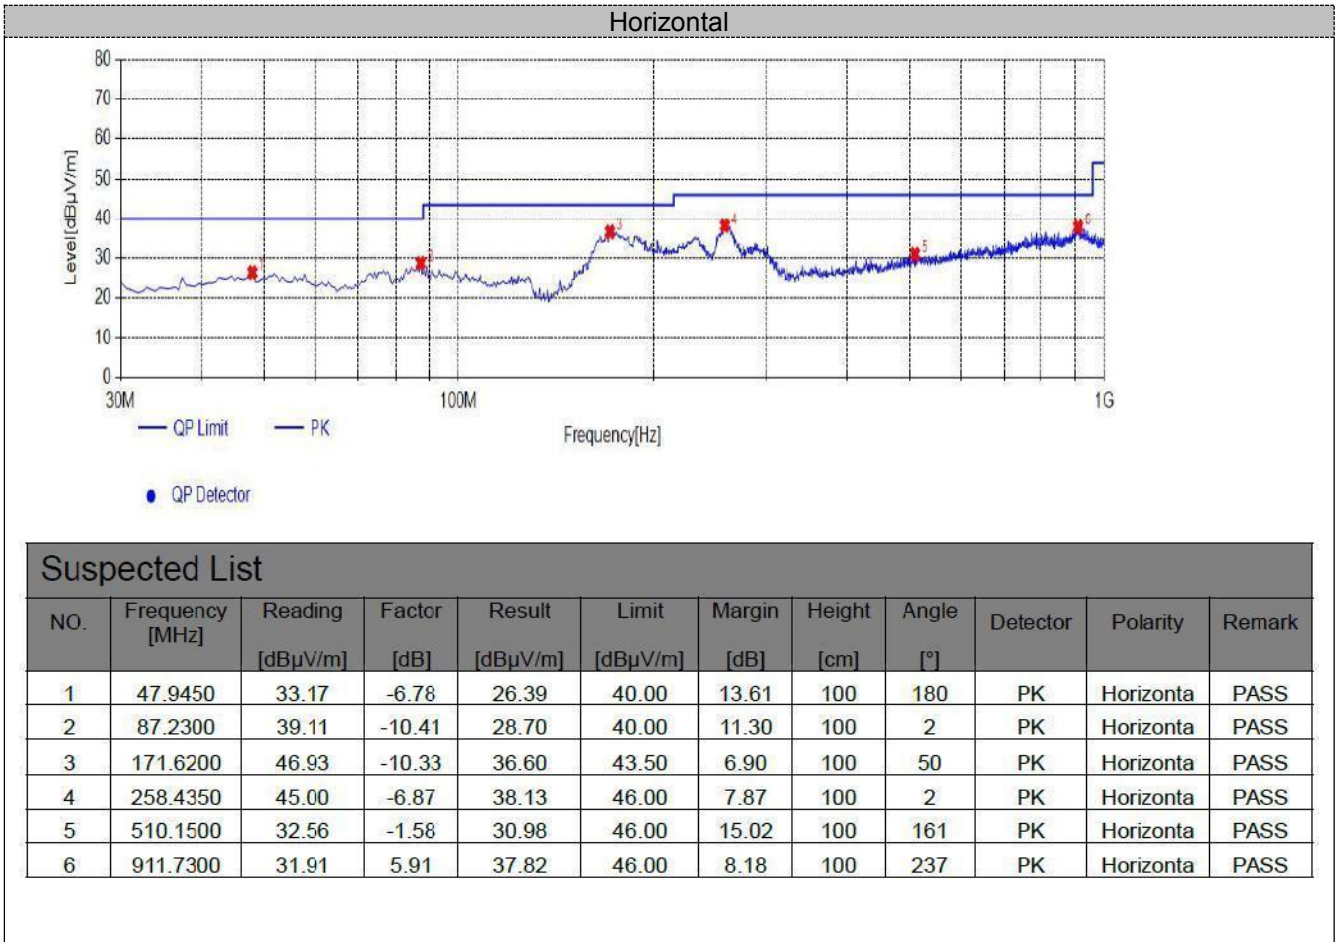 Horizontal
80
70
60
50
40
30
20
10
0
Level[dBµV/m]
1
2
3
4
5
6
30M 100M 1G
Frequency[Hz]
QP Limit PK
QP Detector
Suspected List
NO. Frequency [MHz] Reading [dBµV/m] Factor [dB] Result [dBµV/m] Limit [dBµV/m] Margin [dB] Height [cm] Angle [°] Detector Polarity Remark
1 47.9450 33.17 -6.78 26.39 40.00 13.61 100 180 PK Horizonta PASS
2 87.2300 39.11 -10.41 28.70 40.00 11.30 100 2 PK Horizonta PASS
3 171.6200 46.93 -10.33 36.60 43.50 6.90 100 50 PK Horizonta PASS
4 258.4350 45.00 -6.87 38.13 46.00 7.87 100 2 PK Horizonta PASS
5 510.1500 32.56 -1.58 30.98 46.00 15.02 100 161 PK Horizonta PASS
6 911.7300 31.91 5.91 37.82 46.00 8.18 100 237 PK Horizonta PASS